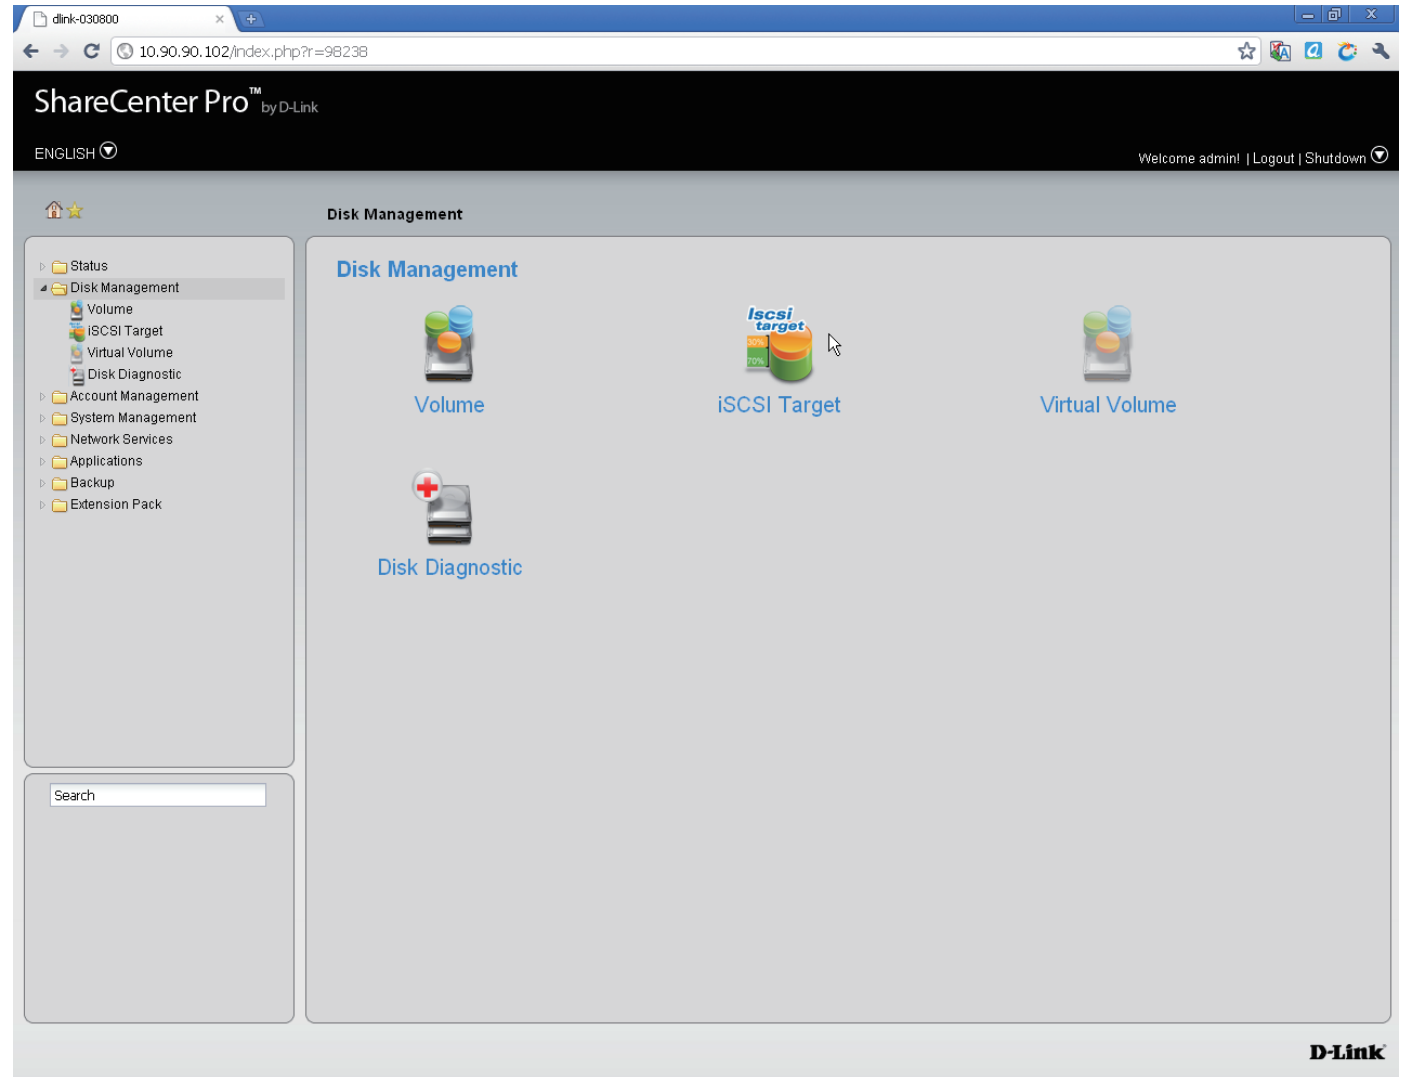 dlink-030800
10.90.90.102/index.php?r=98238
ShareCenter Pro™ by D-Link
ENGLISH
Welcome admin! | Logout | Shutdown
Disk Management
Status
Disk Management
Volume
iSCSI Target
Virtual Volume
Disk Diagnostic
Account Management
System Management
Network Services
Applications
Backup
Extension Pack
Search
Disk Management
Iscsi
target
30%
70%
Volume
iSCSI Target
Virtual Volume
Disk Diagnostic
D-Link